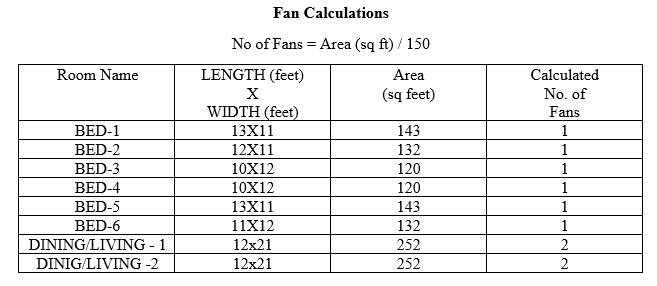 Fan Calculations
No of Fans = Area (sq ft) / 150
Room Name LENGTH (feet) X WIDTH (feet) Area (sq feet) Calculated No. of Fans
BED-1 13X11 143 1
BED-2 12X11 132 1
BED-3 10X12 120 1
BED-4 10X12 120 1
BED-5 13X11 143 1
BED-6 11X12 132 1
DINING/LIVING - 1 12x21 252 2
DINIG/LIVING -2 12x21 252 2